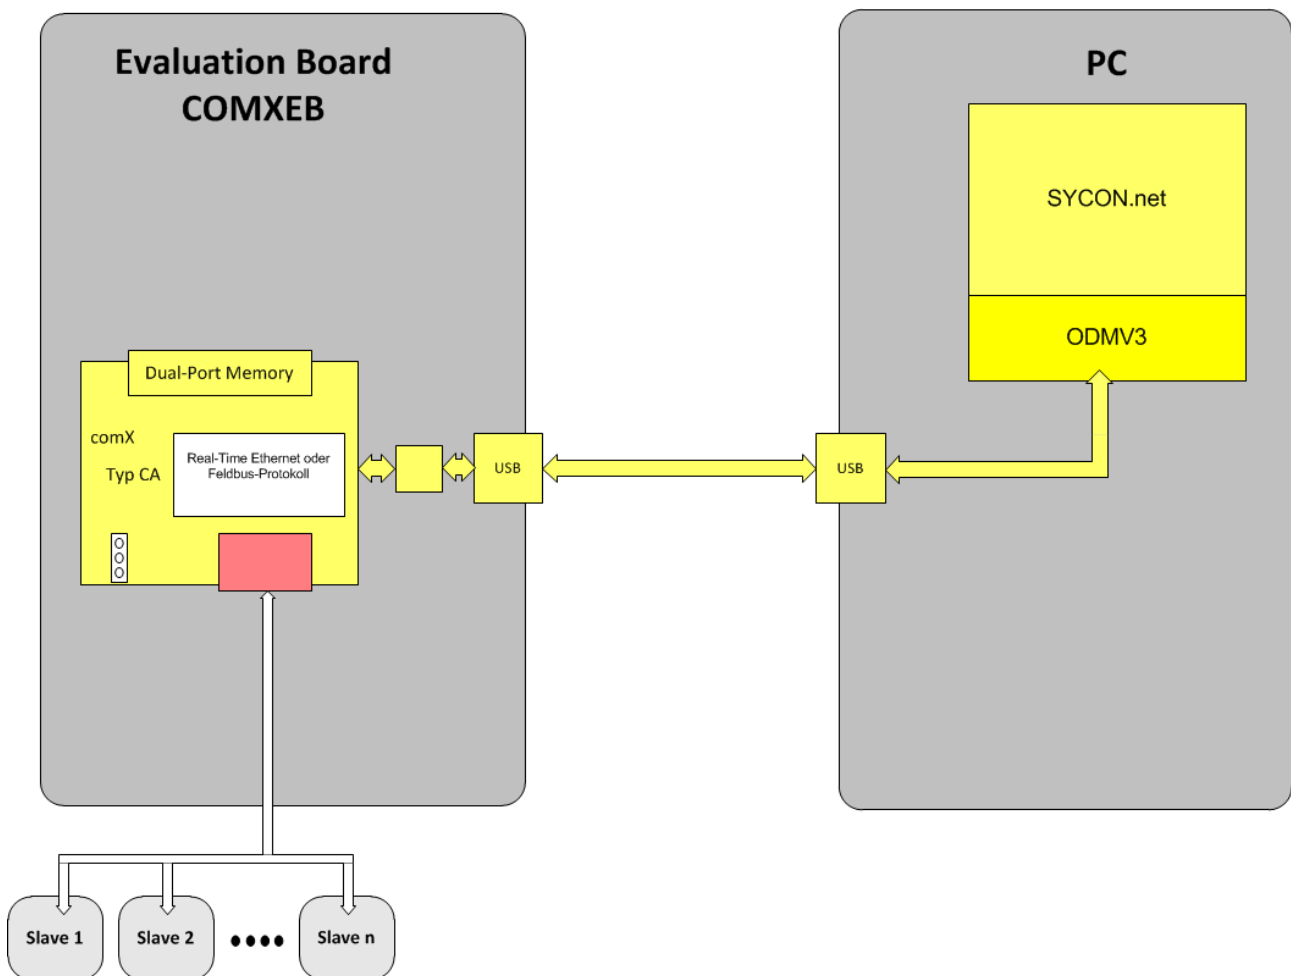 Evaluation Board
COMXEB
PC
SYCON.net
ODMV3
Dual-Port Memory
comX
Typ CA
Real-Time Ethernet oder
Feldbus-Protokoll
USB
USB
Slave 1
Slave 2
Slave n